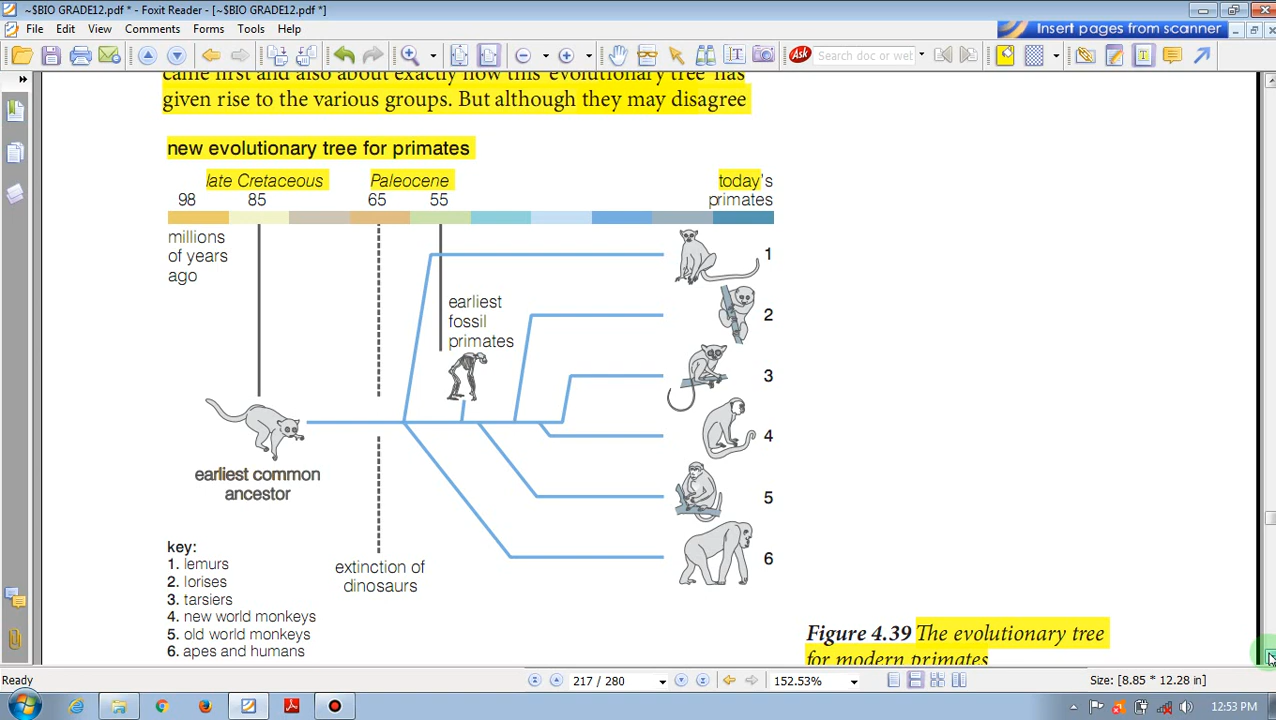 ~$BIO GRADE12.pdf * - Foxit Reader - [~$BIO GRADE12.pdf *]
File Edit View Comments Forms Tools Help
Insert pages from scanner
Ask Search doc or wel
came first and also about exactly how this 'evolutionary tree' has
given rise to the various groups. But although they may disagree
new evolutionary tree for primates
late Cretaceous Paleocene today's
98 85 65 55 primates
millions
of years
ago
1
earliest
fossil
primates
2
3
4
earliest common
ancestor
5
6
extinction of
dinosaurs
key:
1. lemurs
2. lorises
3. tarsiers
4. new world monkeys
5. old world monkeys
6. apes and humans
Figure 4.39 The evolutionary tree
for modern primates
Ready 217 / 280 152.53% Size: [8.85 * 12.28 in]
12:53 PM